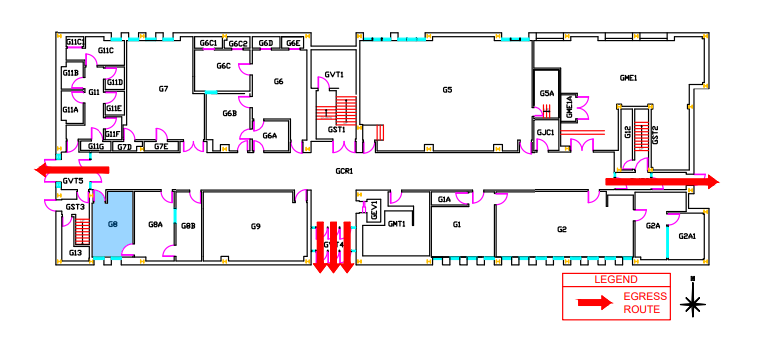 G11C1
G11C
G6C1
G6C2
G6D
G6E
G11B
G11D
G6C
GVT1
GME1
G11
G7
G6
G5
G5A
G11A
G11E
G6B
GME1A
GST1
G11F
G6A
GJC1
G12
GST2
G11G
G7D
G7E
GCR1
GVT5
GST3
G8
G8A
G8B
G9
GEV1
G1A
GMT1
G1
G2
G2A
G2A1
G13
LEGEND
EGRESS
ROUTE
N